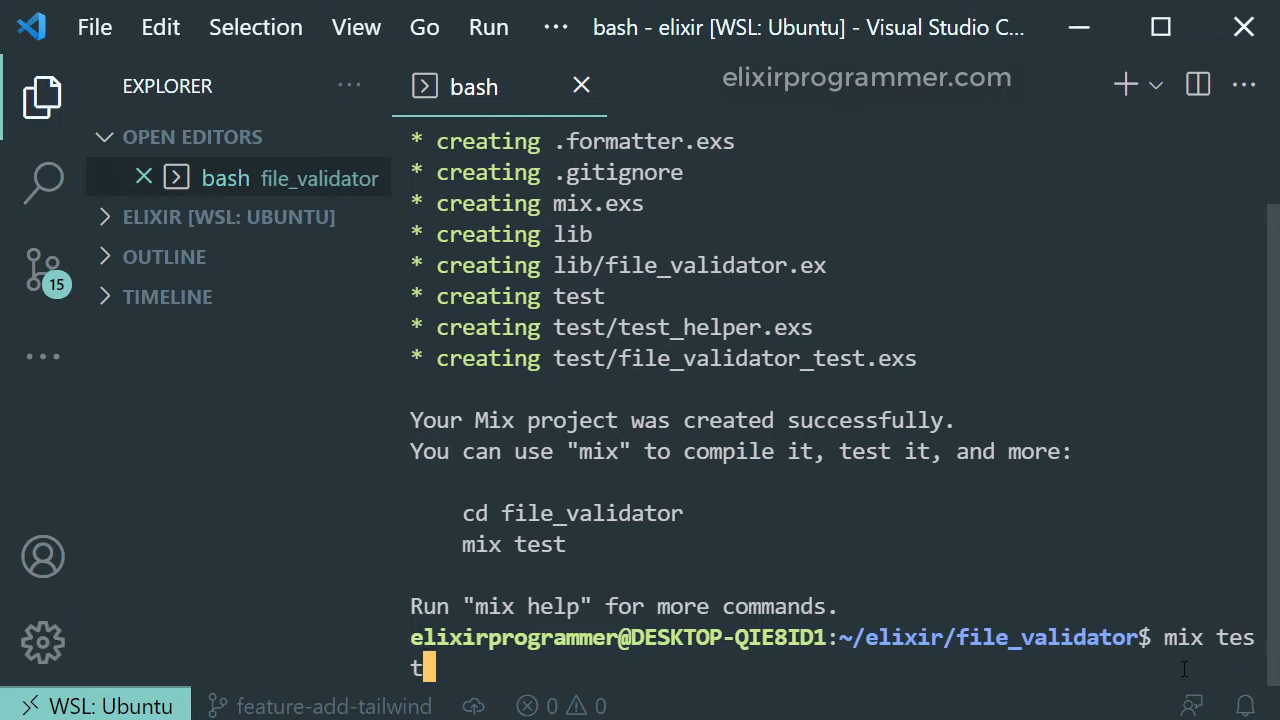 File Edit Selection View Go Run ··· bash - elixir [WSL: Ubuntu] - Visual Studio C...
EXPLORER ···
bash
elixirprogrammer.com
OPEN EDITORS
bash file_validator
ELIXIR [WSL: UBUNTU]
OUTLINE
TIMELINE
15
* creating .formatter.exs
* creating .gitignore
* creating mix.exs
* creating lib
* creating lib/file_validator.ex
* creating test
* creating test/test_helper.exs
* creating test/file_validator_test.exs
Your Mix project was created successfully.
You can use "mix" to compile it, test it, and more:
cd file_validator
mix test
Run "mix help" for more commands.
elixirprogrammer@DESKTOP-QIE8ID1:~/elixir/file_validator$ mix tes
t
WSL: Ubuntu feature-add-tailwind 0 0